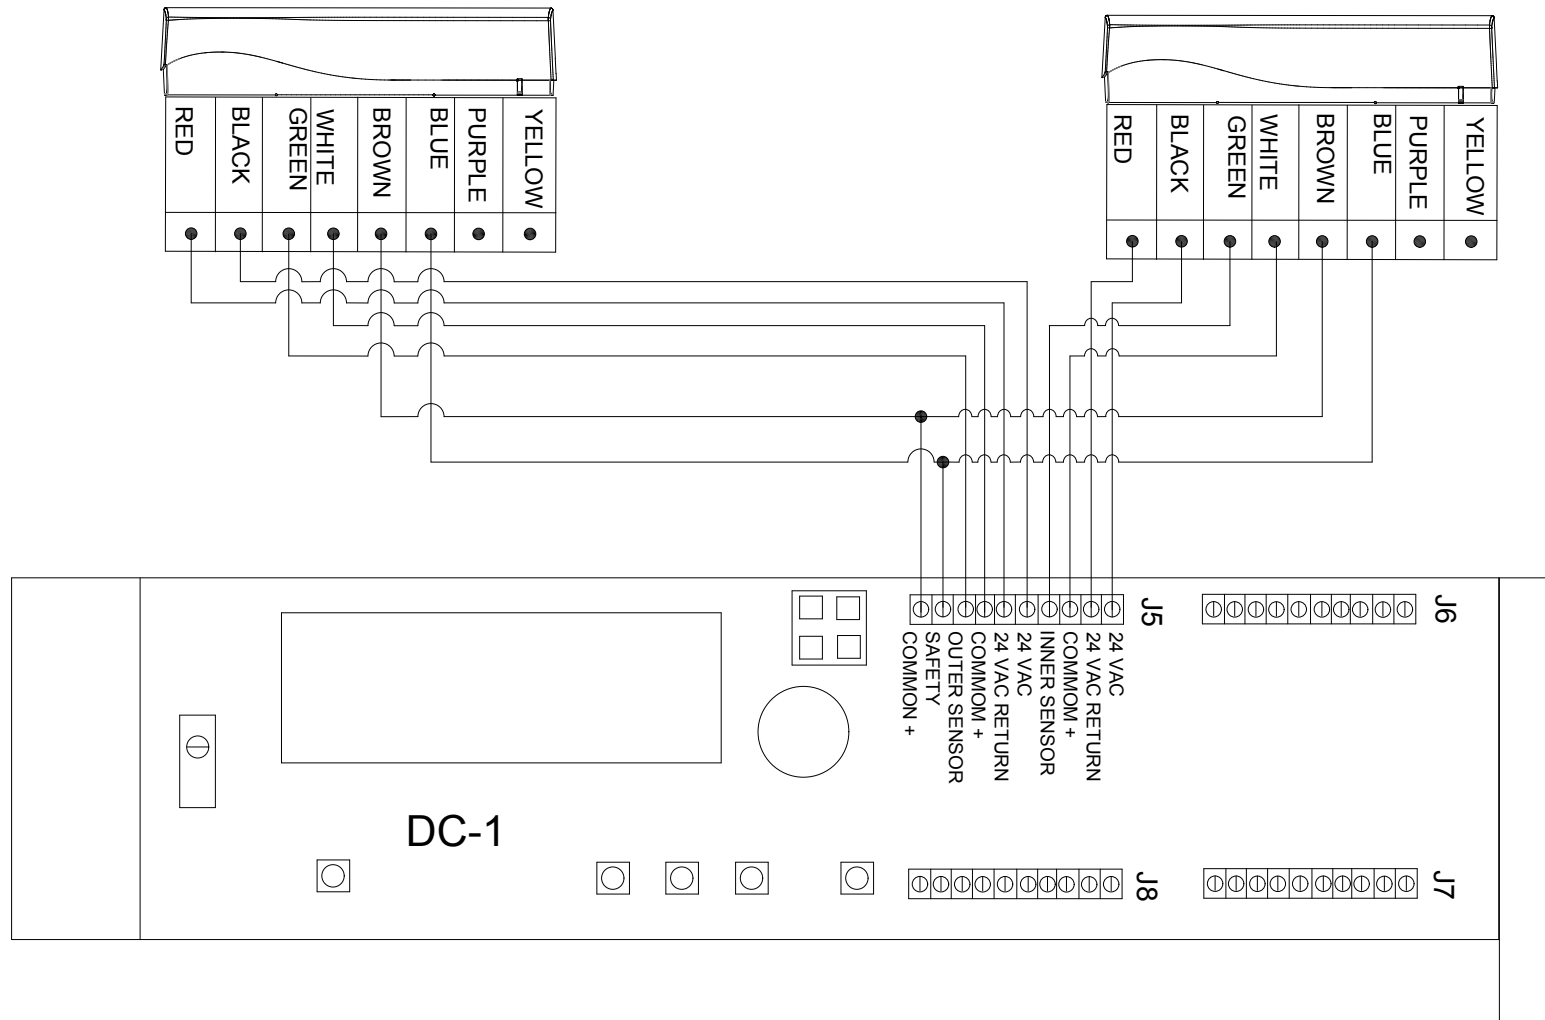 RED
BLACK
GREEN
WHITE
BROWN
BLUE
PURPLE
YELLOW
RED
BLACK
GREEN
WHITE
BROWN
BLUE
PURPLE
YELLOW
J5
J6
COMMON +
SAFETY
OUTER SENSOR
COMMOM +
24 VAC RETURN
24 VAC
INNER SENSOR
COMMOM +
24 VAC RETURN
24 VAC
DC-1
J8
J7